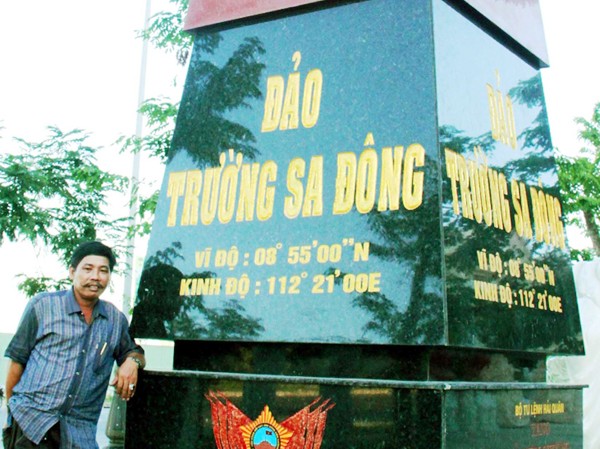 ĐẢO
TRƯỜNG SA ĐÔNG
VĨ ĐỘ : 08° 55'00''N
KINH ĐỘ : 112° 21'00E
ĐẢO
TRƯỜNG SA ĐÔNG
VĨ ĐỘ : 08° 55'00''N
KINH ĐỘ : 112° 21'00E
BỘ TƯ LỆNH HẢI QUÂN